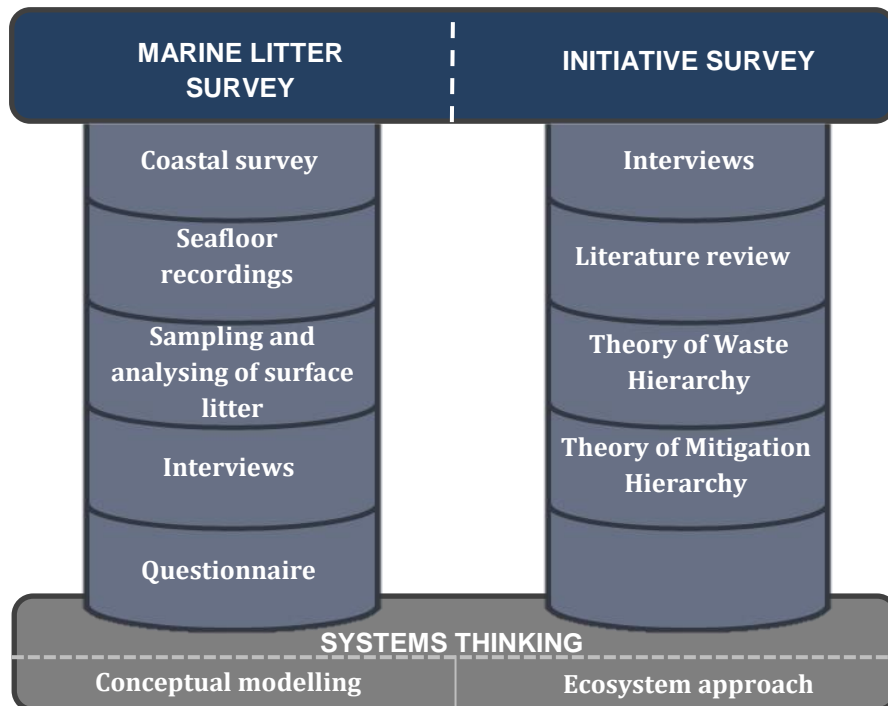 MARINE LITTER
SURVEY
INITIATIVE SURVEY
Coastal survey
Seafloor
recordings
Sampling and
analysing of surface
litter
Interviews
Questionnaire
Interviews
Literature review
Theory of Waste
Hierarchy
Theory of Mitigation
Hierarchy
SYSTEMS THINKING
Conceptual modelling
Ecosystem approach